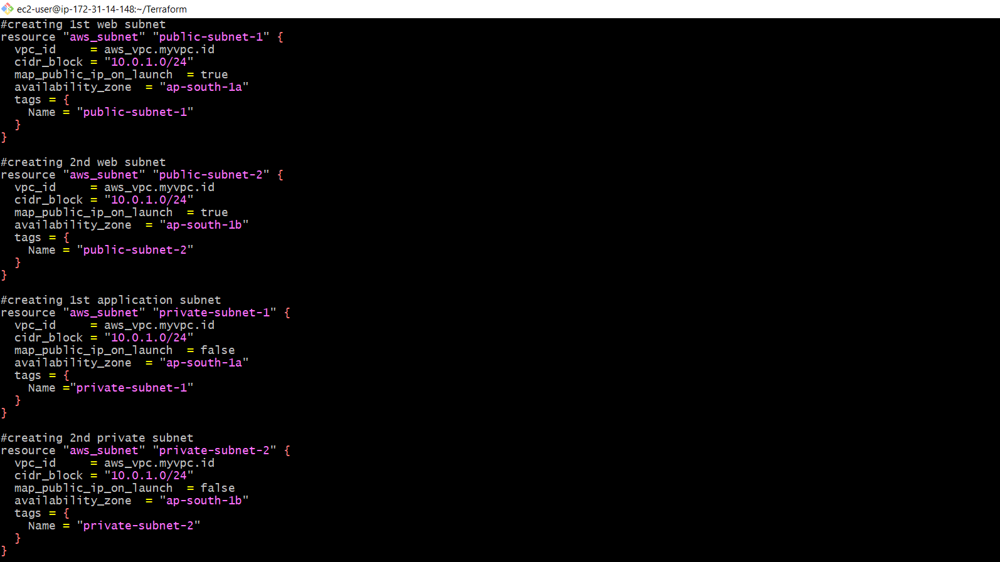 ec2-user@ip-172-31-14-148:~/Terraform
#creating 1st web subnet
resource "aws_subnet" "public-subnet-1" {
  vpc_id     = aws_vpc.myvpc.id
  cidr_block = "10.0.1.0/24"
  map_public_ip_on_launch  = true
  availability_zone  = "ap-south-1a"
  tags = {
    Name = "public-subnet-1"
  }
}

#creating 2nd web subnet
resource "aws_subnet" "public-subnet-2" {
  vpc_id     = aws_vpc.myvpc.id
  cidr_block = "10.0.1.0/24"
  map_public_ip_on_launch  = true
  availability_zone  = "ap-south-1b"
  tags = {
    Name = "public-subnet-2"
  }
}

#creating 1st application subnet
resource "aws_subnet" "private-subnet-1" {
  vpc_id     = aws_vpc.myvpc.id
  cidr_block = "10.0.1.0/24"
  map_public_ip_on_launch  = false
  availability_zone  = "ap-south-1a"
  tags = {
    Name ="private-subnet-1"
  }
}

#creating 2nd private subnet
resource "aws_subnet" "private-subnet-2" {
  vpc_id     = aws_vpc.myvpc.id
  cidr_block = "10.0.1.0/24"
  map_public_ip_on_launch  = false
  availability_zone  = "ap-south-1b"
  tags = {
    Name = "private-subnet-2"
  }
}